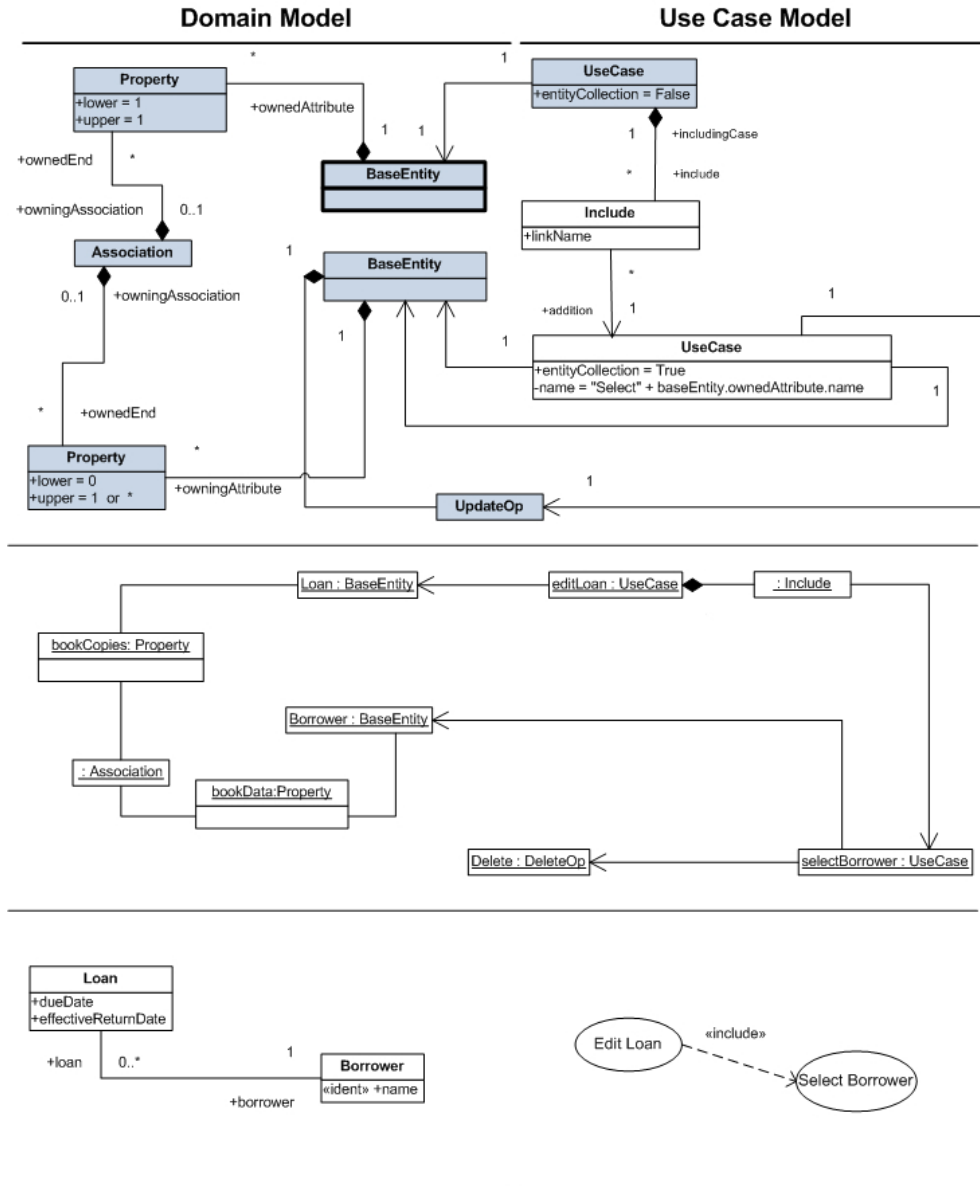 Domain Model
Use Case Model
Property
+lower = 1
+upper = 1
*
+ownedAttribute
1
1
1
UseCase
+entityCollection = False
+ownedEnd
*
BaseEntity
1
+includingCase
*
+include
+owningAssociation
0..1
Include
+linkName
Association
1
BaseEntity
0..1
+owningAssociation
1
*
+addition
1
1
1
UseCase
+entityCollection = True
-name = "Select" + baseEntity.ownedAttribute.name
1
*
+ownedEnd
Property
+lower = 0
+upper = 1 or *
*
+owningAttribute
UpdateOp
1
Loan : BaseEntity
editLoan : UseCase
: Include
bookCopies: Property
Borrower : BaseEntity
: Association
bookData:Property
Delete : DeleteOp
selectBorrower : UseCase
Loan
+dueDate
+effectiveReturnDate
+loan
0..*
1
+borrower
Borrower
«ident» +name
Edit Loan
«include»
Select Borrower